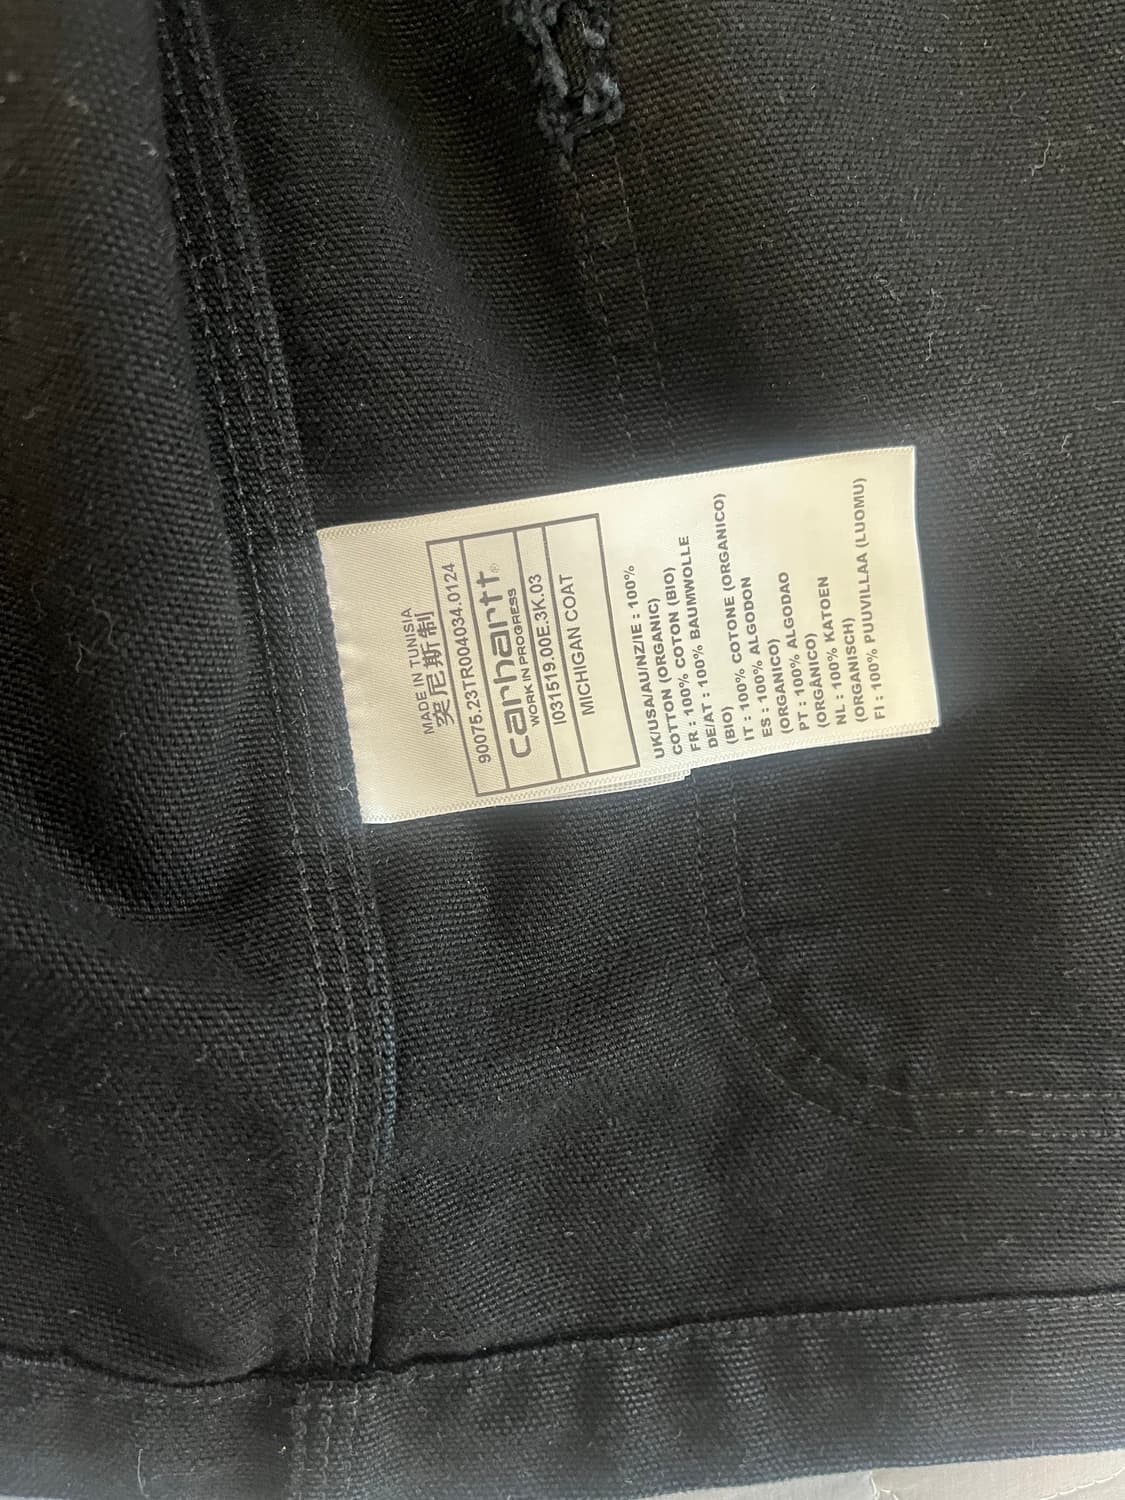 MADE IN TUNISIA
突尼斯制
90075.23TR004034.0124
carhartt®
WORK IN PROGRESS
I031519.00E.3K.03
MICHIGAN COAT
UK/USA/AU/NZ/IE : 100%
COTTON (ORGANIC)
FR : 100% COTON (BIO)
DE/AT : 100% BAUMWOLLE
(BIO)
IT : 100% COTONE (ORGANICO)
ES : 100% ALGODON
(ORGANICO)
PT : 100% ALGODAO
(ORGÂNICO)
NL : 100% KATOEN
(ORGANISCH)
FI : 100% PUUVILLAA (LUOMU)